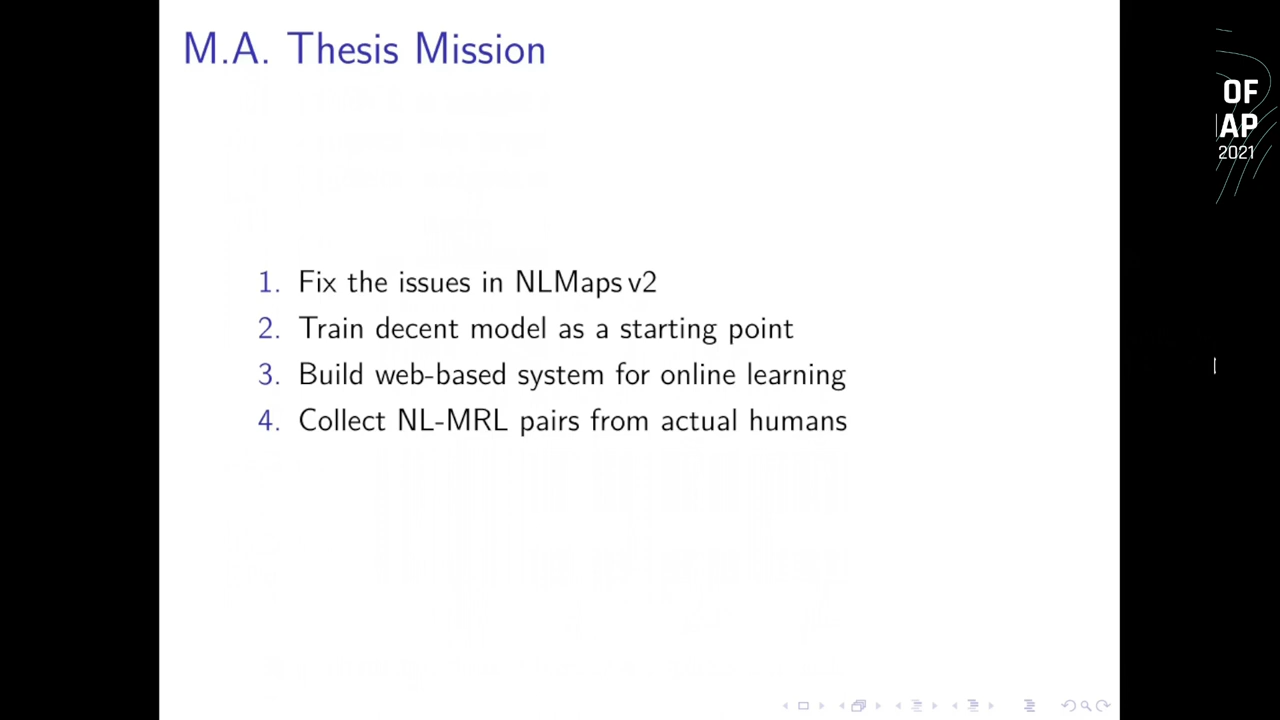 M.A. Thesis Mission
1. Fix the issues in NLMaps v2
2. Train decent model as a starting point
3. Build web-based system for online learning
4. Collect NL-MRL pairs from actual humans
OF
AP
2021